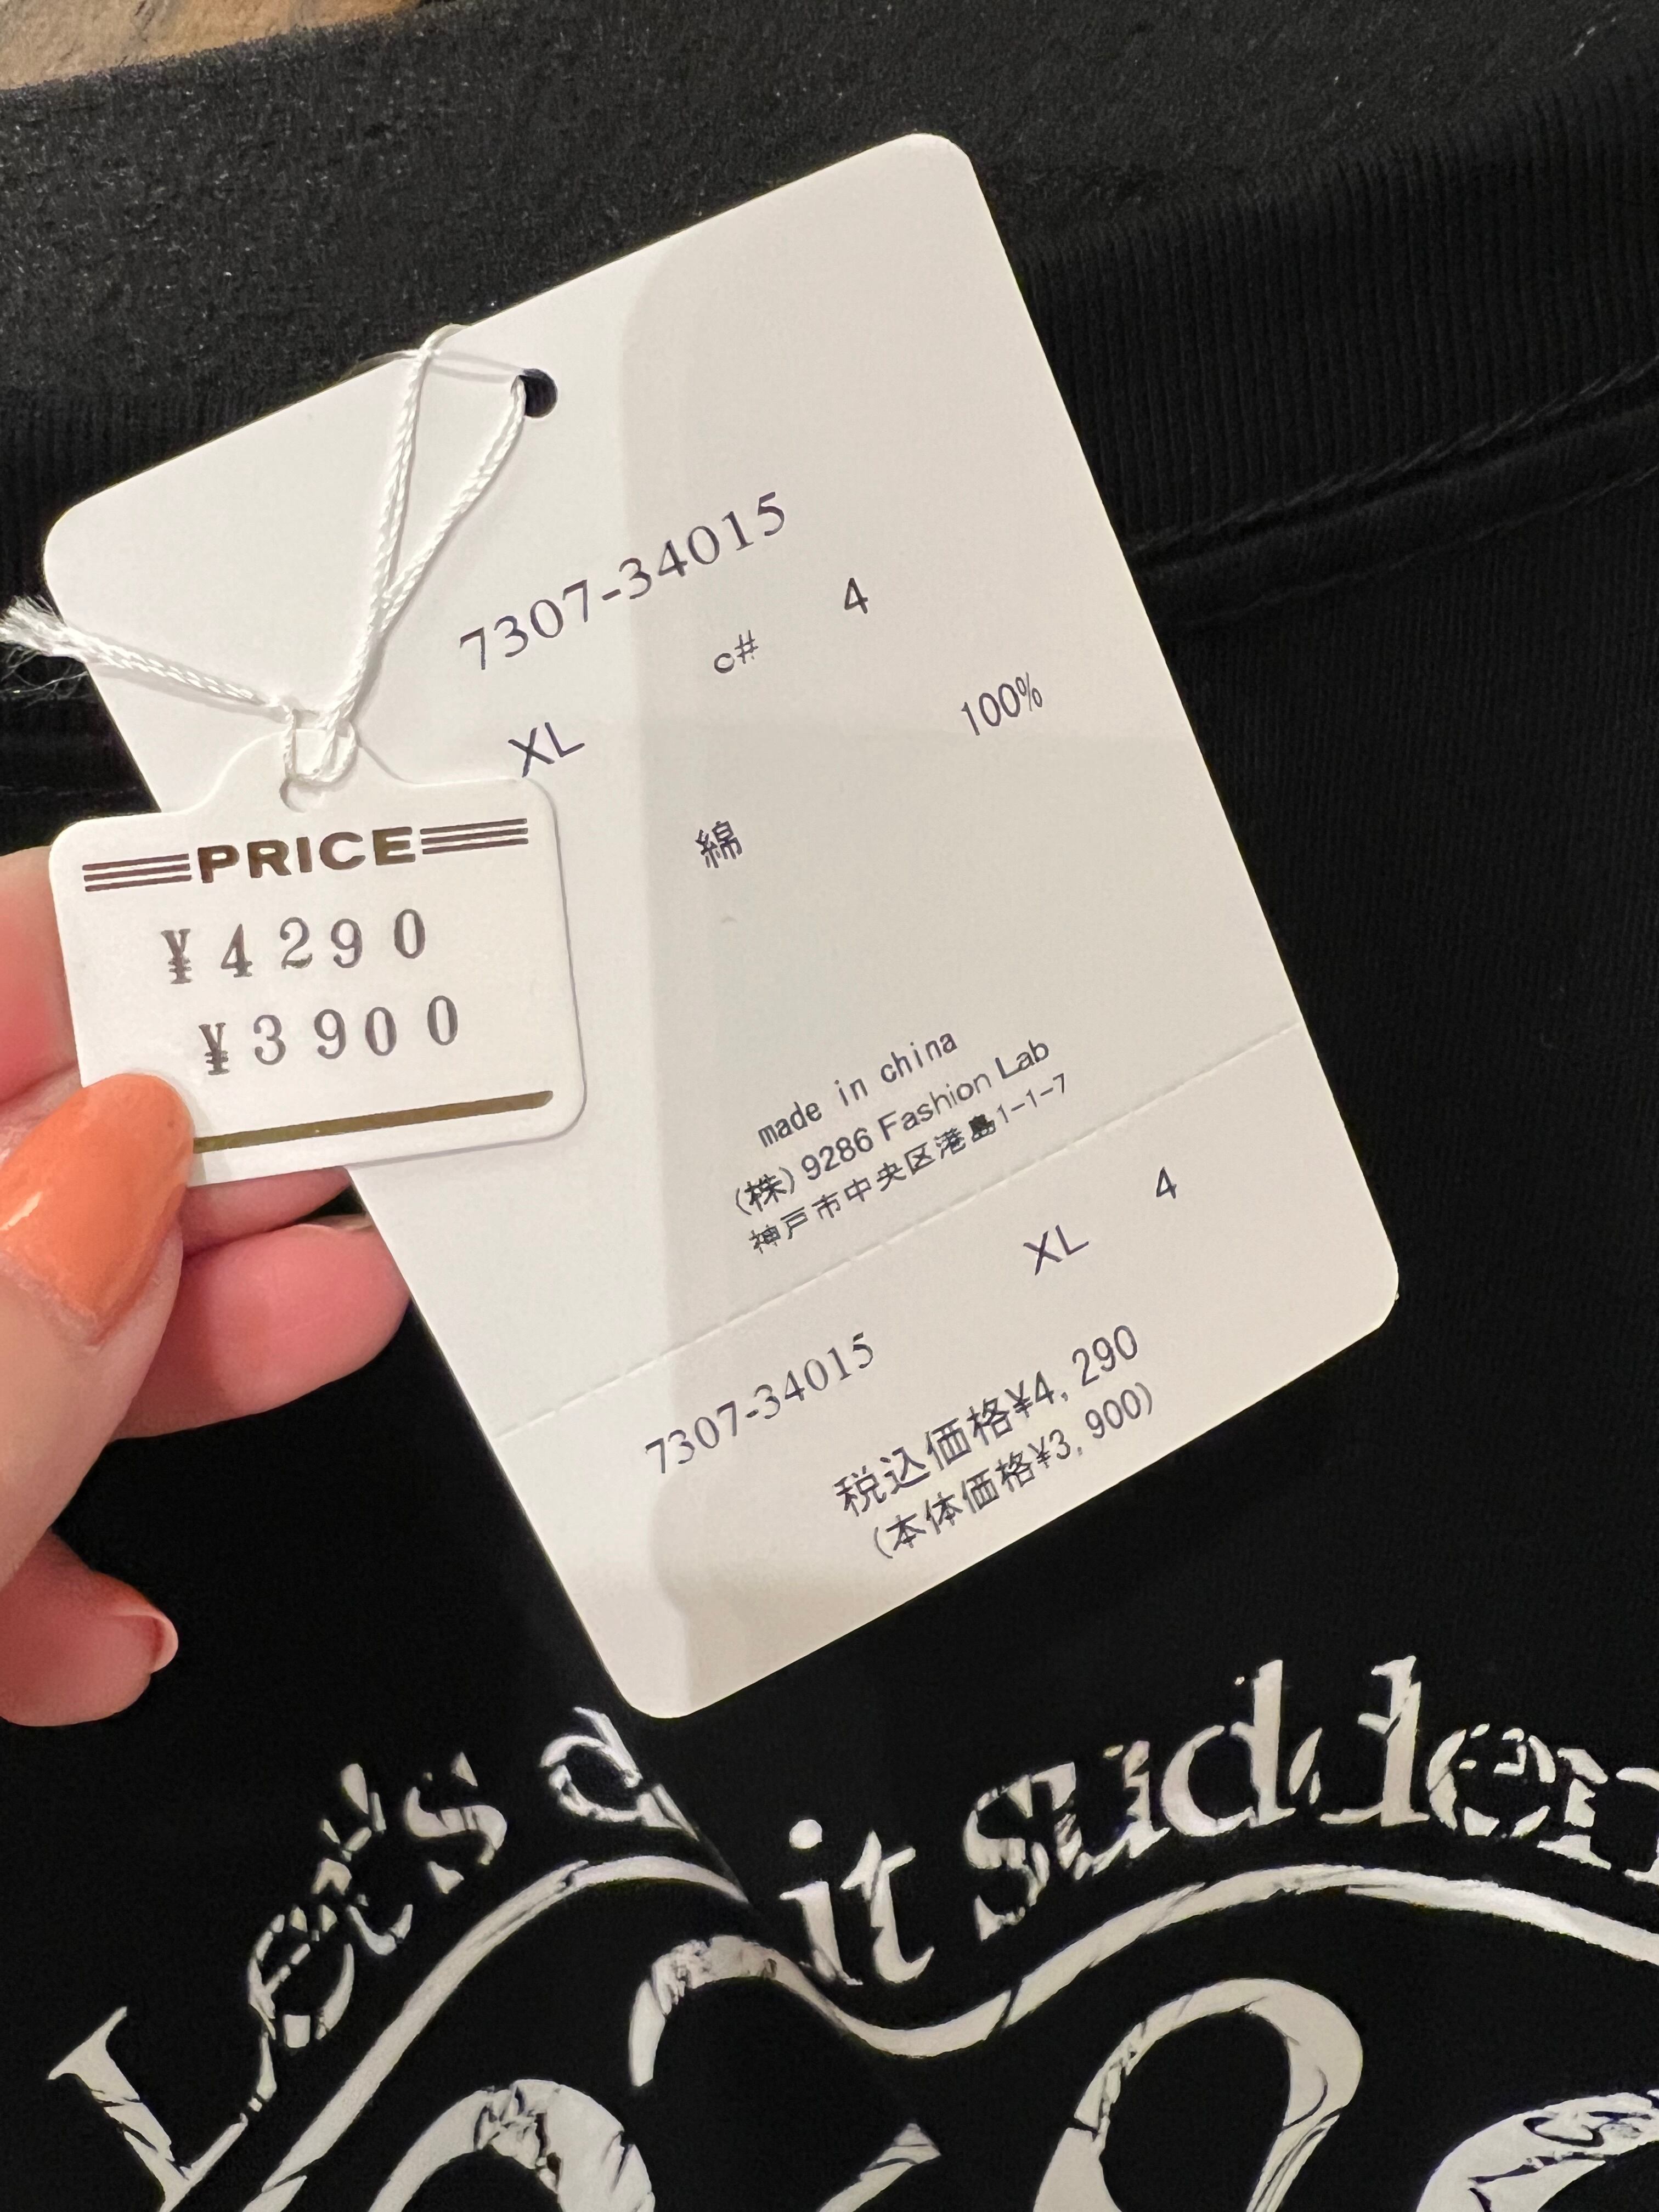 7307-34015
c# 4
XL
100%
綿
PRICE
¥4290
¥3900
made in china
(株) 9286 Fashion Lab
神戸市中央区港島1-1-7
XL 4
7307-34015
税込価格¥4, 290
(本体価格¥3, 900)
Let's d
it sudden